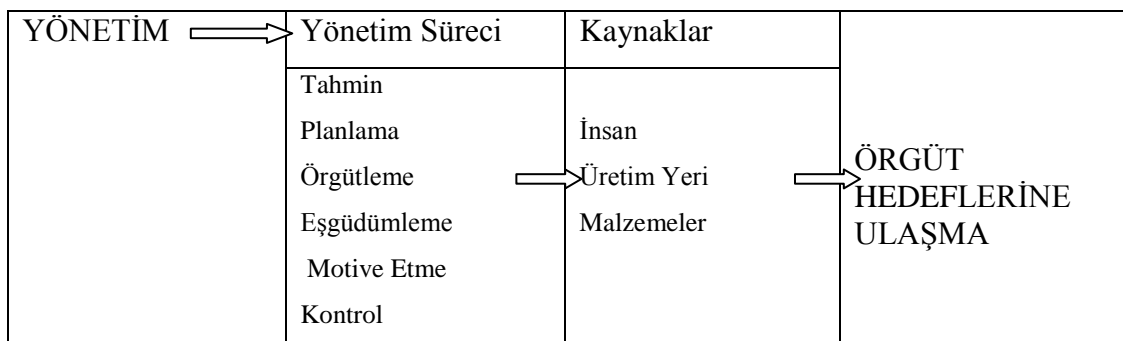 YÖNETİM
Yönetim Süreci
Kaynaklar
Tahmin
Planlama
Örgütleme
Eşgüdümleme
Motive Etme
Kontrol
İnsan
Üretim Yeri
Malzemeler
ÖRGÜT
HEDEFLERİNE
ULAŞMA